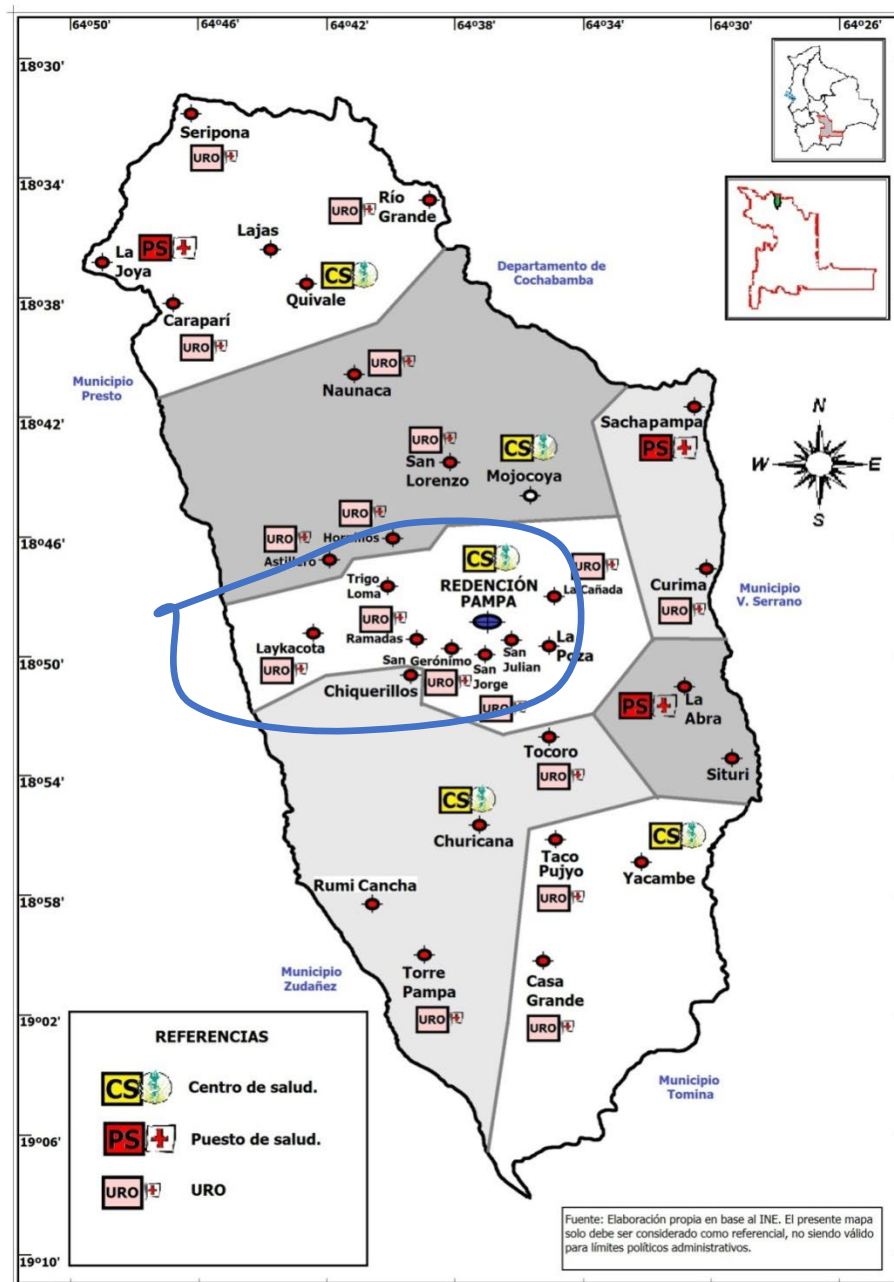 64º50'
64º46'
64º42'
64º38'
64º34'
64º30'
64º26'
18º30'
Seripona
URO
18º34'
Río
Grande
URO
Lajas
PS
La
Joya
CS
Quivale
Departamento de
Cochabamba
18º38'
Caraparí
URO
Municipio
Presto
URO
Naunaca
18º42'
Sachapampa
PS
N
W
E
S
URO
San
Lorenzo
CS
Mojocoya
URO
18º46'
URO
Astillero
Hornillos
CS
REDENCIÓN
PAMPA
URO
La Cañada
Curima
URO
Municipio
V. Serrano
Trigo
Loma
URO
Ramadas
Laykacota
URO
18º50'
San Gerónimo
San
Jorge
San
Julian
La
Poza
Chiquerillos
URO
URO
PS
La
Abra
Tocoro
URO
18º54'
Situri
CS
Churicana
Taco
Pujyo
URO
CS
Yacambe
18º58'
Rumi Cancha
Torre
Pampa
URO
Casa
Grande
URO
Municipio
Zudañez
19º02'
Municipio
Tomina
REFERENCIAS
CS Centro de salud.
PS Puesto de salud.
URO URO
19º06'
19º10'
Fuente: Elaboración propia en base al INE. El presente mapa
solo debe ser considerado como referencial, no siendo válido
para límites políticos administrativos.